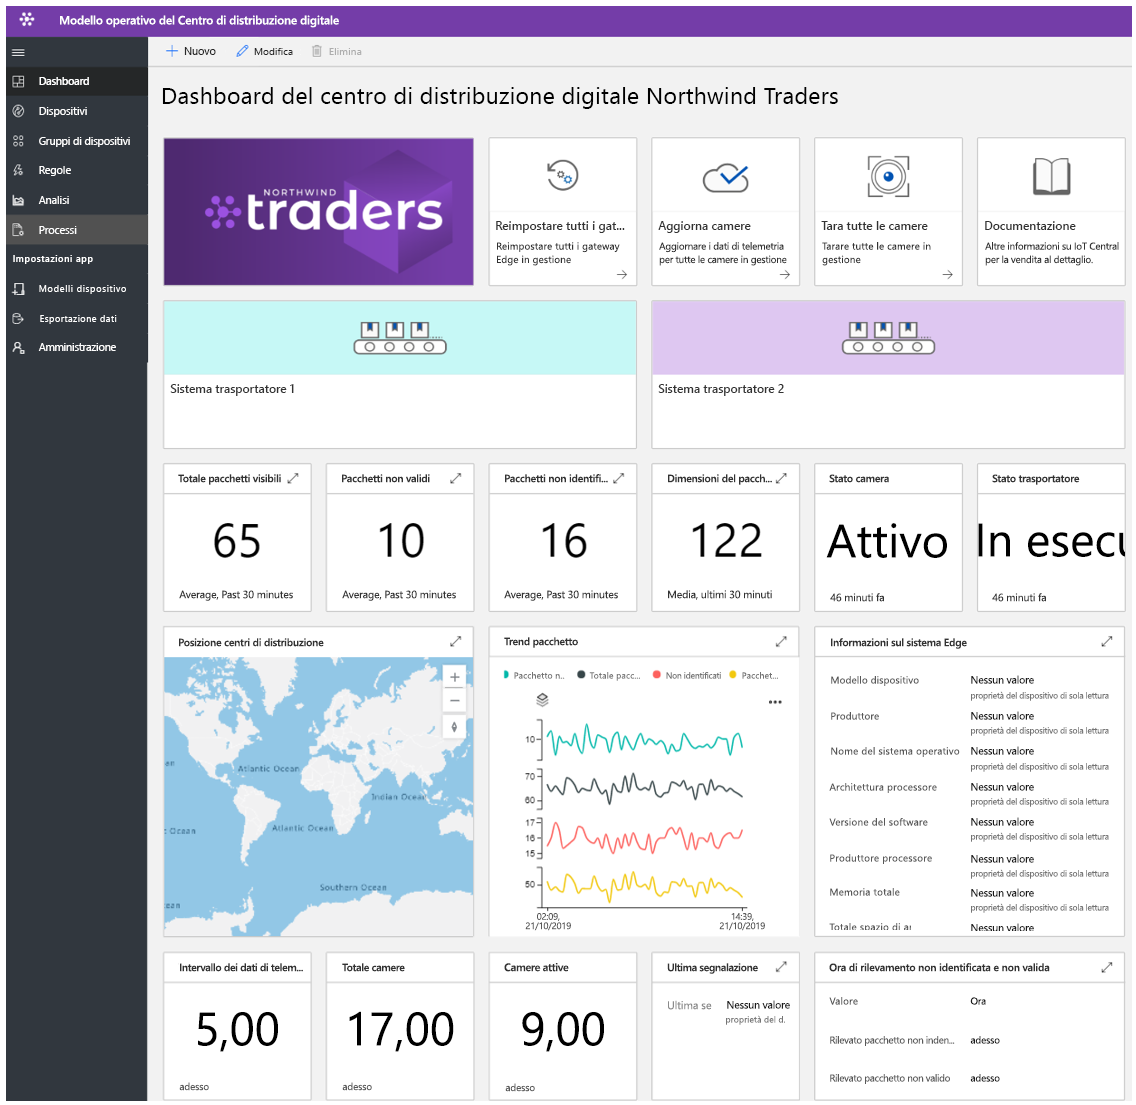 Modello operativo del Centro di distribuzione digitale
Nuovo
Modifica
Elimina
Dashboard
Dispositivi
Gruppi di dispositivi
Regole
Analisi
Processi
Impostazioni app
Modelli dispositivo
Esportazione dati
Amministrazione
Dashboard del centro di distribuzione digitale Northwind Traders
NORTHWIND
traders
Reimpostare tutti i gat...
Reimpostare tutti i gateway
Edge in gestione
Aggiorna camere
Aggiornare i dati di telemetria
per tutte le camere in gestione
Tara tutte le camere
Tarare tutte le camere in
gestione
Documentazione
Altre informazioni su IoT Central
per la vendita al dettaglio.
Sistema trasportatore 1
Sistema trasportatore 2
Totale pacchetti visibili
65
Average, Past 30 minutes
Pacchetti non validi
10
Average, Past 30 minutes
Pacchetti non identifi...
16
Average, Past 30 minutes
Dimensioni del pacch...
122
Media, ultimi 30 minuti
Stato camera
Attivo
46 minuti fa
Stato trasportatore
In esecu
46 minuti fa
Posizione centri di distribuzione
+
−
an
Atlantic Ocean
Indian Ocean
Ocean
Atlantic Ocean
Southern Ocean
ean
Trend pacchetto
Pacchetto n..
Totale pacc...
Non identificati
Pacchet...
10
70
60
17
16
15
50
02:09,
21/10/2019
14:39,
21/10/2019
Informazioni sul sistema Edge
Modello dispositivo
Nessun valore
proprietà del dispositivo di sola lettura
Produttore
Nessun valore
proprietà del dispositivo di sola lettura
Nome del sistema operativo
Nessun valore
proprietà del dispositivo di sola lettura
Architettura processore
Nessun valore
proprietà del dispositivo di sola lettura
Versione del software
Nessun valore
proprietà del dispositivo di sola lettura
Produttore processore
Nessun valore
proprietà del dispositivo di sola lettura
Memoria totale
Nessun valore
proprietà del dispositivo di sola lettura
Totale spazio di ar
Nessun valore
Intervallo dei dati di telem...
5,00
adesso
Totale camere
17,00
adesso
Camere attive
9,00
adesso
Ultima segnalazione
Ultima se
Nessun valore
proprietà del d.
Ora di rilevamento non identificata e non valida
Valore
Ora
Rilevato pacchetto non inden...
adesso
Rilevato pacchetto non valido
adesso